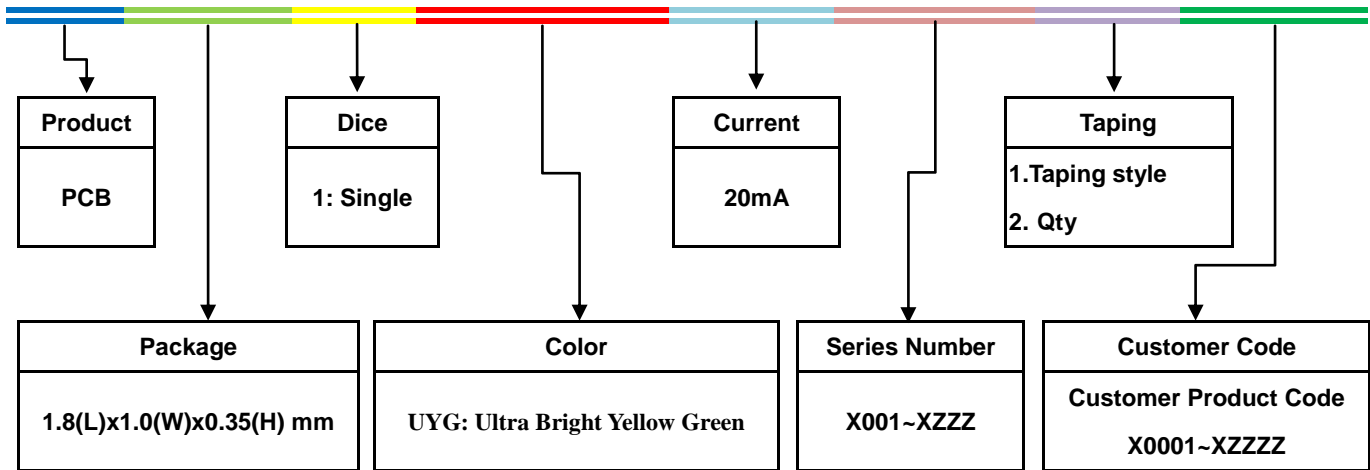 Product
PCB
Dice
1: Single
Current
20mA
Taping
1.Taping style
2. Qty
Package
1.8(L)x1.0(W)x0.35(H) mm
Color
UYG: Ultra Bright Yellow Green
Series Number
X001~XZZZ
Customer Code
Customer Product Code
X0001~XZZZZ